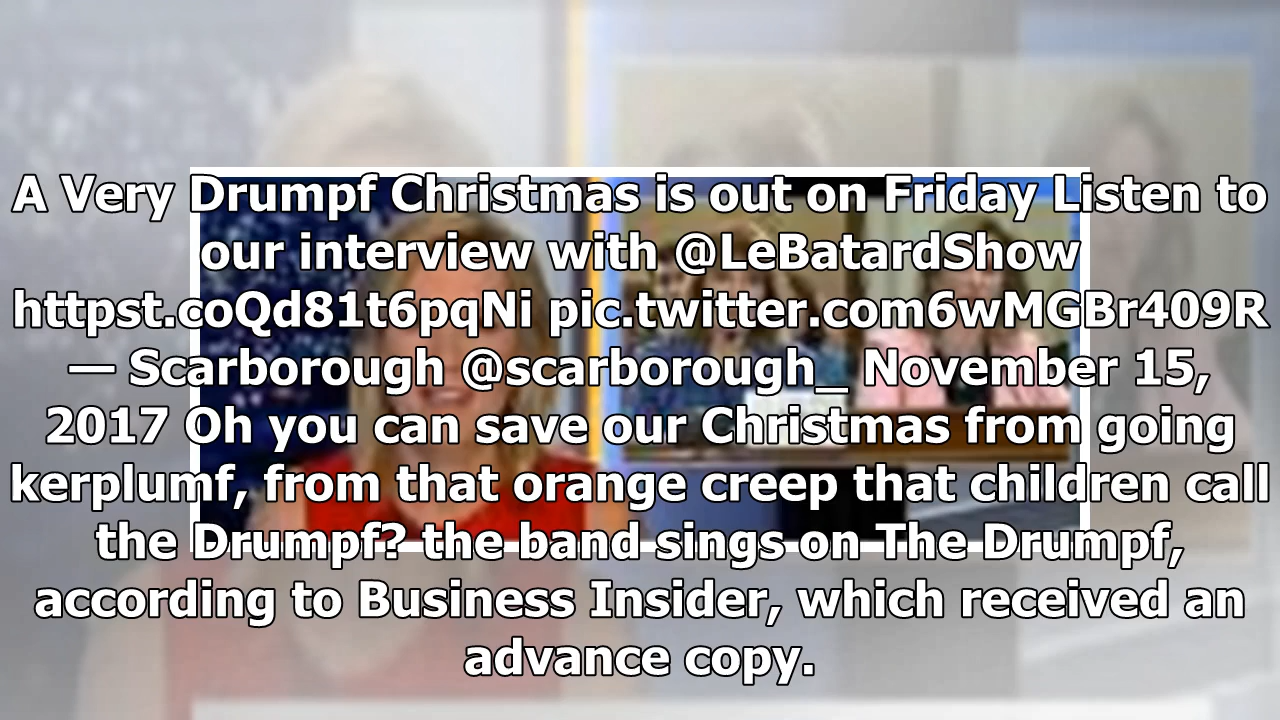 A Very Drumpf Christmas is out on Friday Listen to
our interview with @LeBatardShow
httpst.coQd81t6pqNi pic.twitter.com6wMGBr409R
— Scarborough @scarborough_ November 15,
2017 Oh you can save our Christmas from going
kerplumf, from that orange creep that children call
the Drumpf? the band sings on The Drumpf,
according to Business Insider, which received an
advance copy.